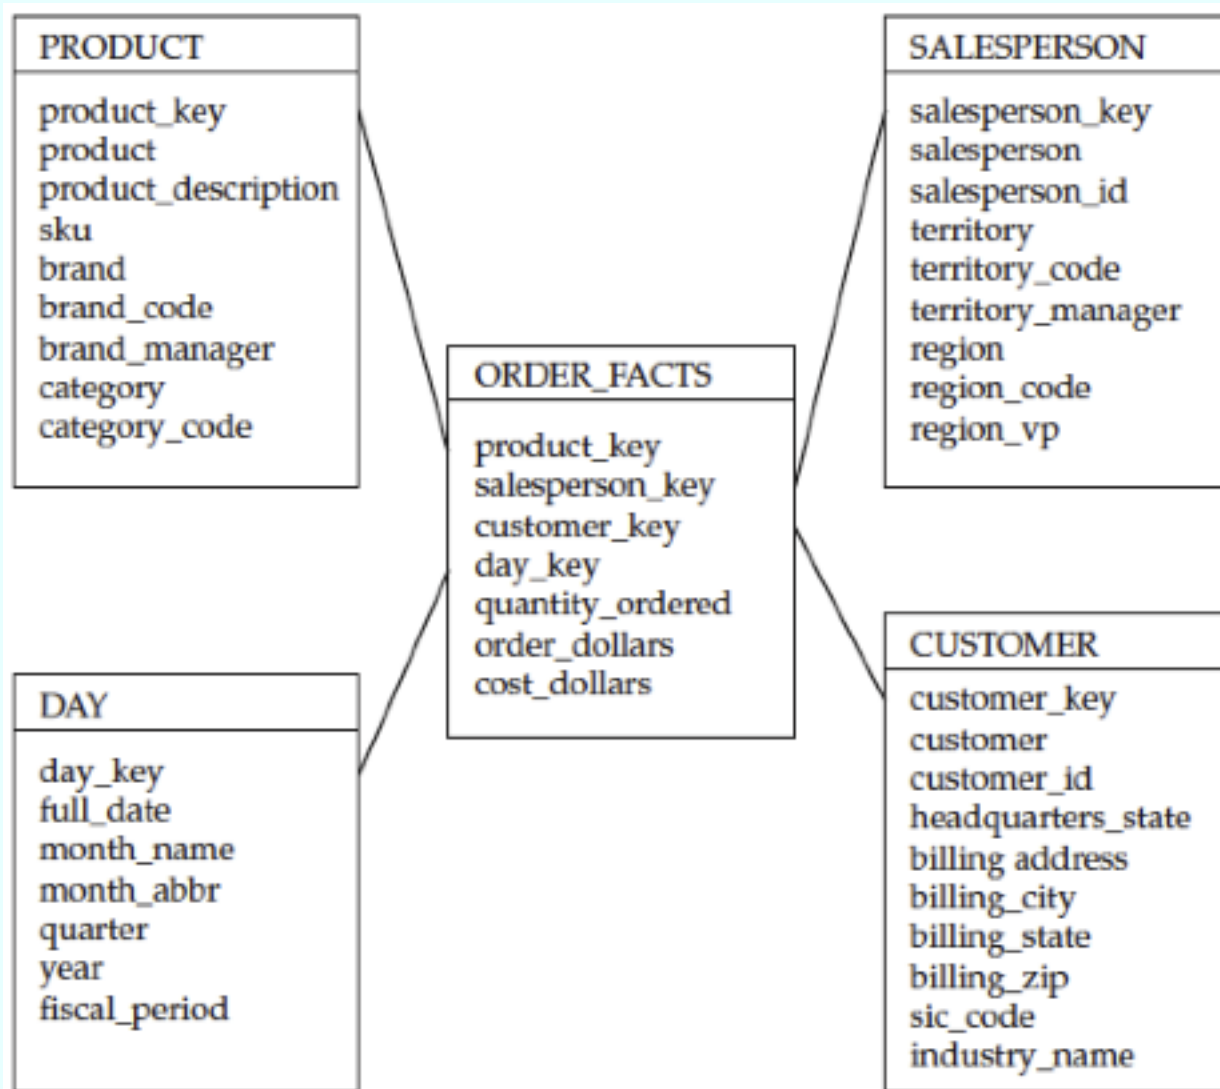 PRODUCT
product_key
product
product_description
sku
brand
brand_code
brand_manager
category
category_code
SALESPERSON
salesperson_key
salesperson
salesperson_id
territory
territory_code
territory_manager
region
region_code
region_vp
ORDER_FACTS
product_key
salesperson_key
customer_key
day_key
quantity_ordered
order_dollars
cost_dollars
DAY
day_key
full_date
month_name
month_abbr
quarter
year
fiscal_period
CUSTOMER
customer_key
customer
customer_id
headquarters_state
billing address
billing_city
billing_state
billing_zip
sic_code
industry_name